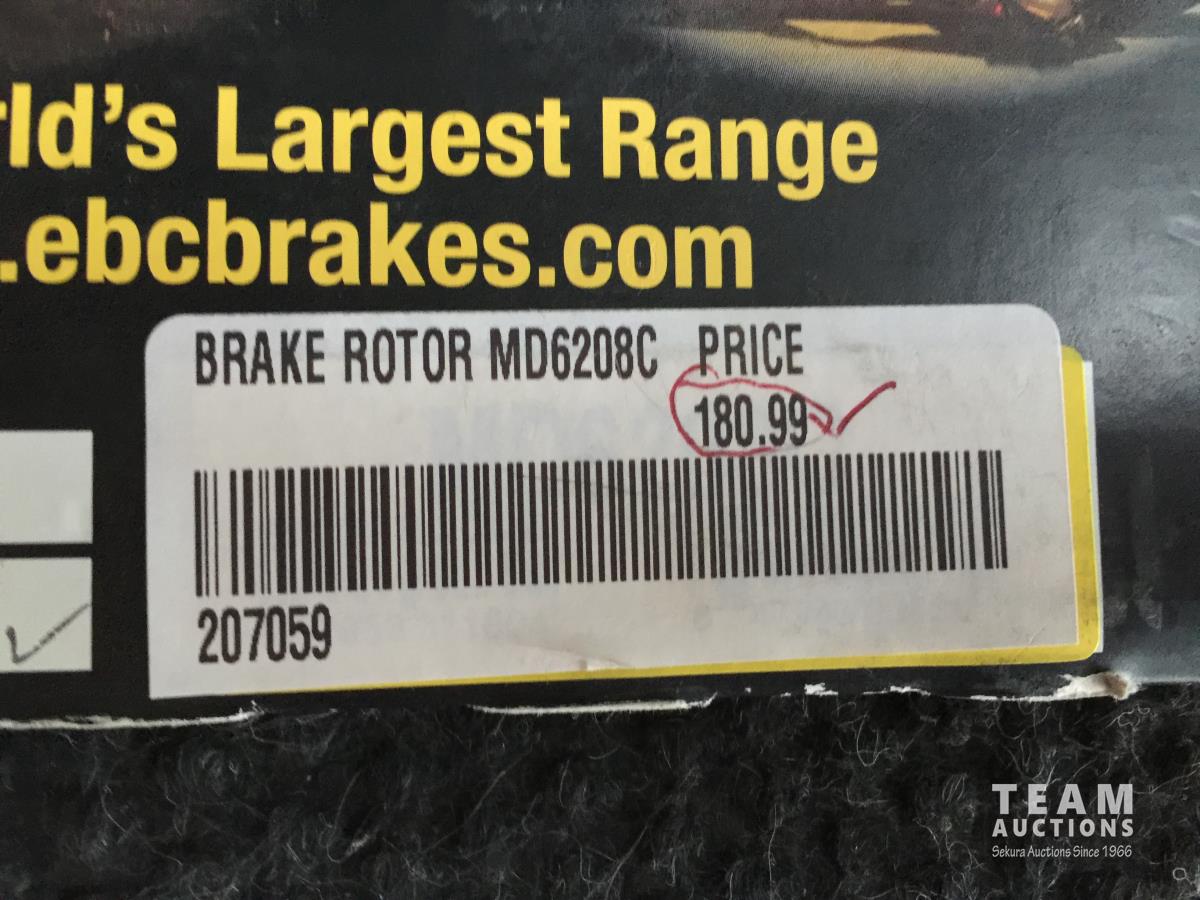 rld's Largest Range
.ebcbrakes.com
BRAKE ROTOR MD6208C PRICE
180.99
207059
TEAM
AUCTIONS
Sekura Auctions Since 1966